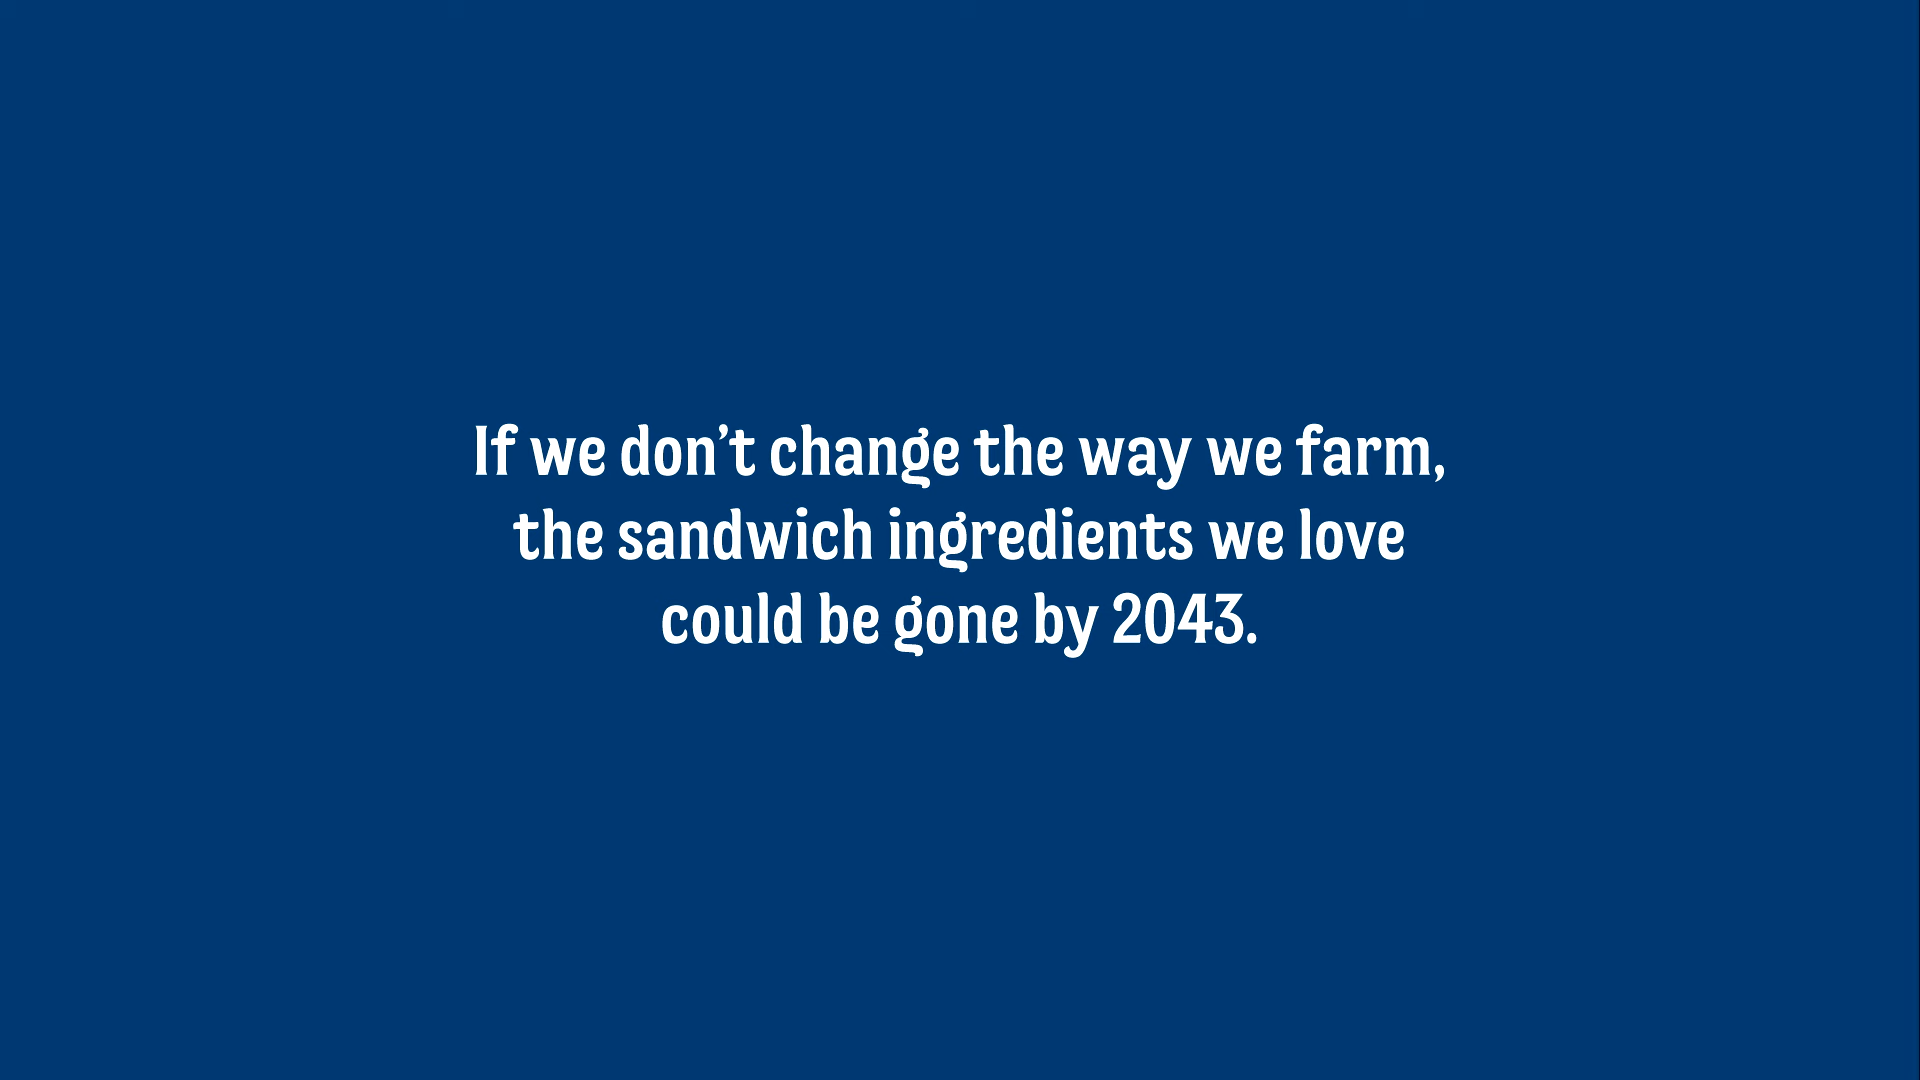 If we don’t change the way we farm,
the sandwich ingredients we love
could be gone by 2043.